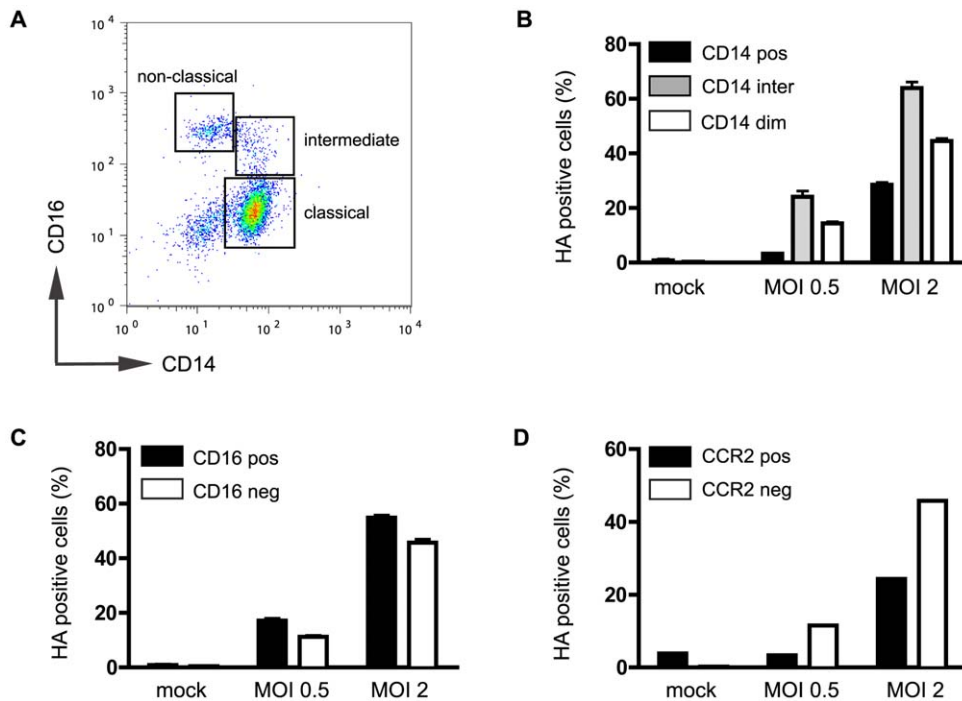 A
CD16
10⁴
10³
10²
10¹
10⁰
non-classical
intermediate
classical
10⁰ 10¹ 10² 10³ 10⁴
CD14
B
HA positive cells (%)
80
60
40
20
0
CD14 pos
CD14 inter
CD14 dim
mock MOI 0.5 MOI 2
C
HA positive cells (%)
80
60
40
20
0
CD16 pos
CD16 neg
mock MOI 0.5 MOI 2
D
HA positive cells (%)
60
40
20
0
CCR2 pos
CCR2 neg
mock MOI 0.5 MOI 2